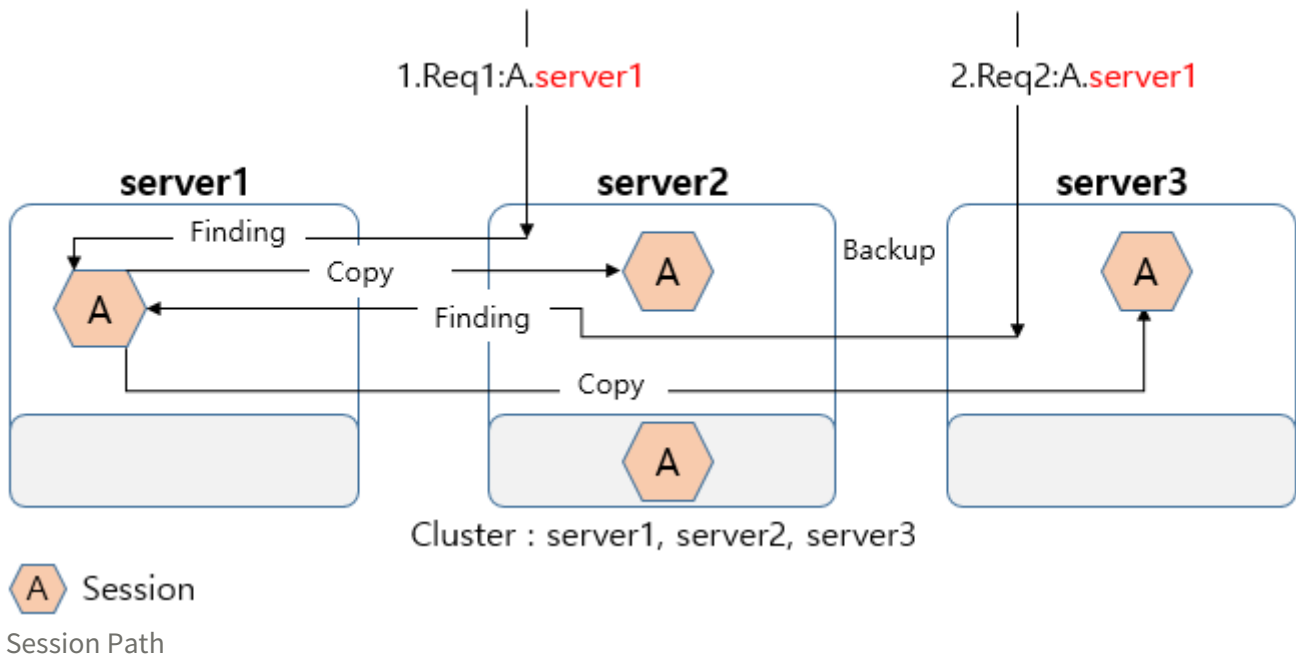 1.Req1:A.server1
2.Req2:A.server1
server1
server2
server3
Finding
Copy
A
A
Backup
A
Finding
Copy
A
Cluster : server1, server2, server3
A Session
Session Path